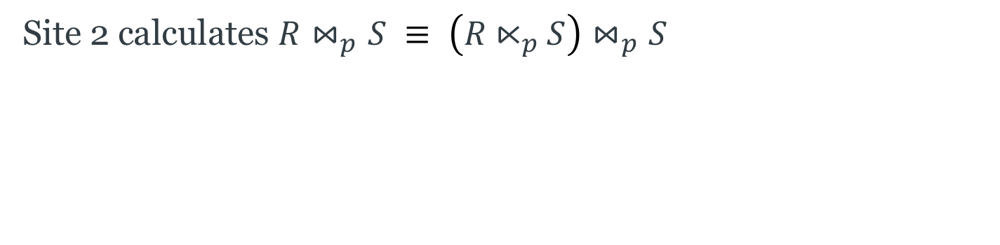 Site 2 calculates R ⋈ₚ S ≡ (R ⋉ₚ S) ⋈ₚ S